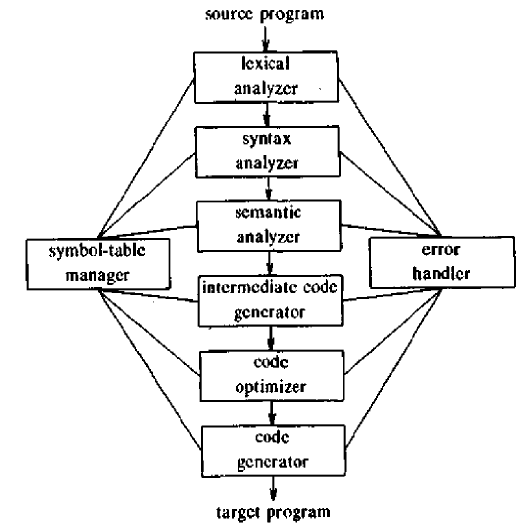 source program
lexical
analyzer
syntax
analyzer
semantic
analyzer
symbol-table
manager
error
handler
intermediate code
generator
code
optimizer
code
generator
target program